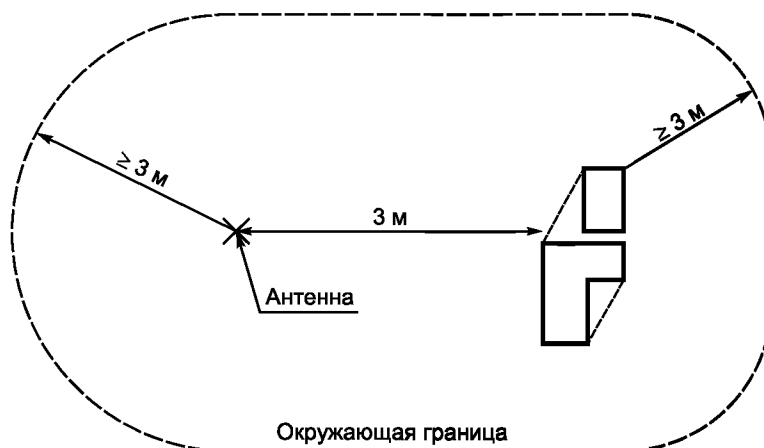 ≥ 3 м
≥ 3 м
3 м
Антенна
Окружающая граница